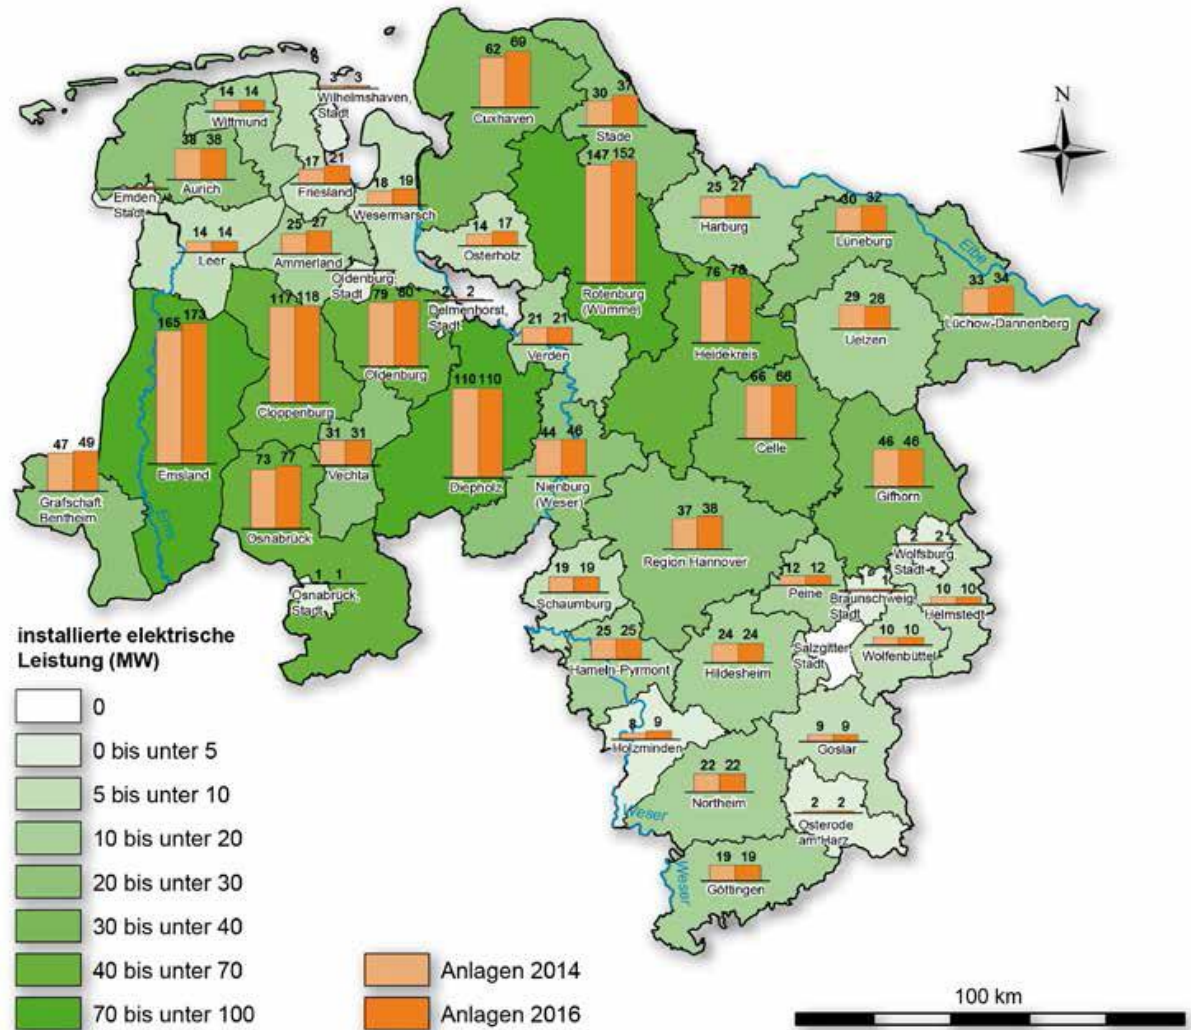 62 69
Cuxhaven
N
3 3
Wilhelmshaven,
Stadt
14 14
Wittmund
30 37
Stade
38 38
Aurich
147 152
Rotenburg
(Wümme)
17 21
Friesland
1
Emden,
Stadt
18 19
Wesermarsch
25 27
Harburg
30 32
Lüneburg
Elbe
14 14
Leer
25 27
Ammerland
14 17
Osterholz
Oldenburg,
Stadt
76 78
Heidekreis
33 34
Lüchow-Dannenberg
29 28
Uelzen
2 2
Delmenhorst,
Stadt
165 173
Emsland
117 118
Cloppenburg
79 80
Oldenburg
21 21
Verden
110 110
Diepholz
66 66
Celle
47 49
Grafschaft
Bentheim
Ems
31 31
Vechta
44 46
Nienburg
(Weser)
46 46
Gifhorn
73 77
Osnabrück
37 38
Region Hannover
2 2
Wolfsburg,
Stadt
1 1
Osnabrück,
Stadt
19 19
Schaumburg
12 12
Peine
Braunschweig,
Stadt
10 10
Helmstedt
25 25
Hameln-Pyrmont
24 24
Hildesheim
Salzgitter,
Stadt
10 10
Wolfenbüttel
8 9
Holzminden
9 9
Goslar
22 22
Northeim
Weser
2 2
Osterode
am Harz
19 19
Göttingen
Weser
installierte elektrische
Leistung (MW)
0
0 bis unter 5
5 bis unter 10
10 bis unter 20
20 bis unter 30
30 bis unter 40
40 bis unter 70
70 bis unter 100
Anlagen 2014
Anlagen 2016
100 km